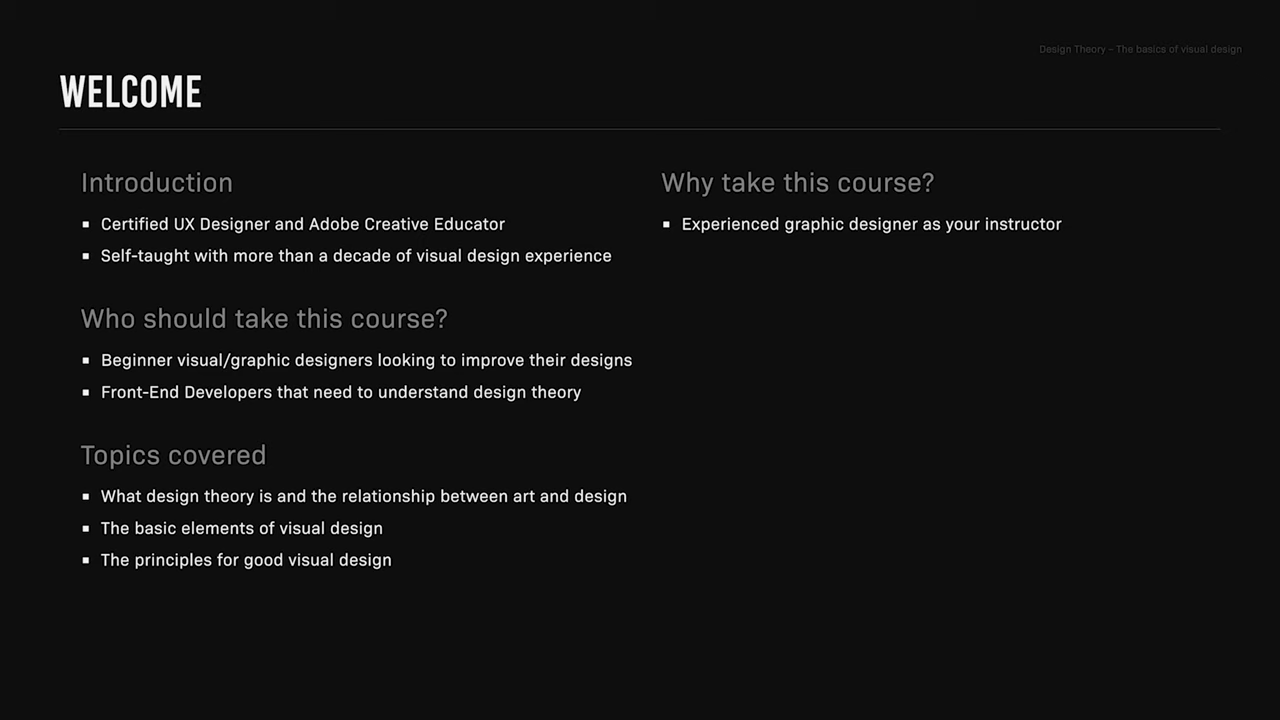 Design Theory – The basics of visual design
WELCOME
Introduction
Certified UX Designer and Adobe Creative Educator
Self-taught with more than a decade of visual design experience
Who should take this course?
Beginner visual/graphic designers looking to improve their designs
Front-End Developers that need to understand design theory
Topics covered
What design theory is and the relationship between art and design
The basic elements of visual design
The principles for good visual design
Why take this course?
Experienced graphic designer as your instructor